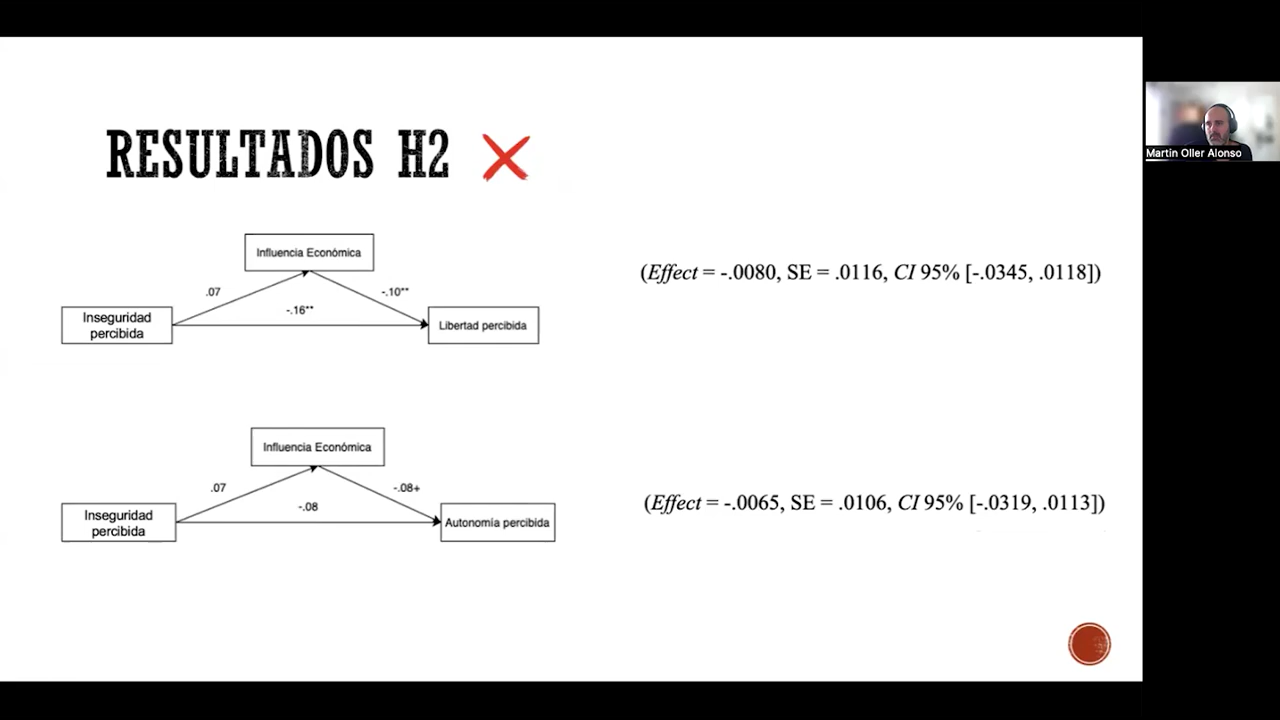 RESULTADOS H2
Influencia Económica
.07
-.10**
-.16**
Inseguridad
percibida
Libertad percibida
(Effect = -.0080, SE = .0116, CI 95% [-.0345, .0118])
Influencia Económica
.07
-.08+
-.08
Inseguridad
percibida
Autonomía percibida
(Effect = -.0065, SE = .0106, CI 95% [-.0319, .0113])
Martin Oller Alonso